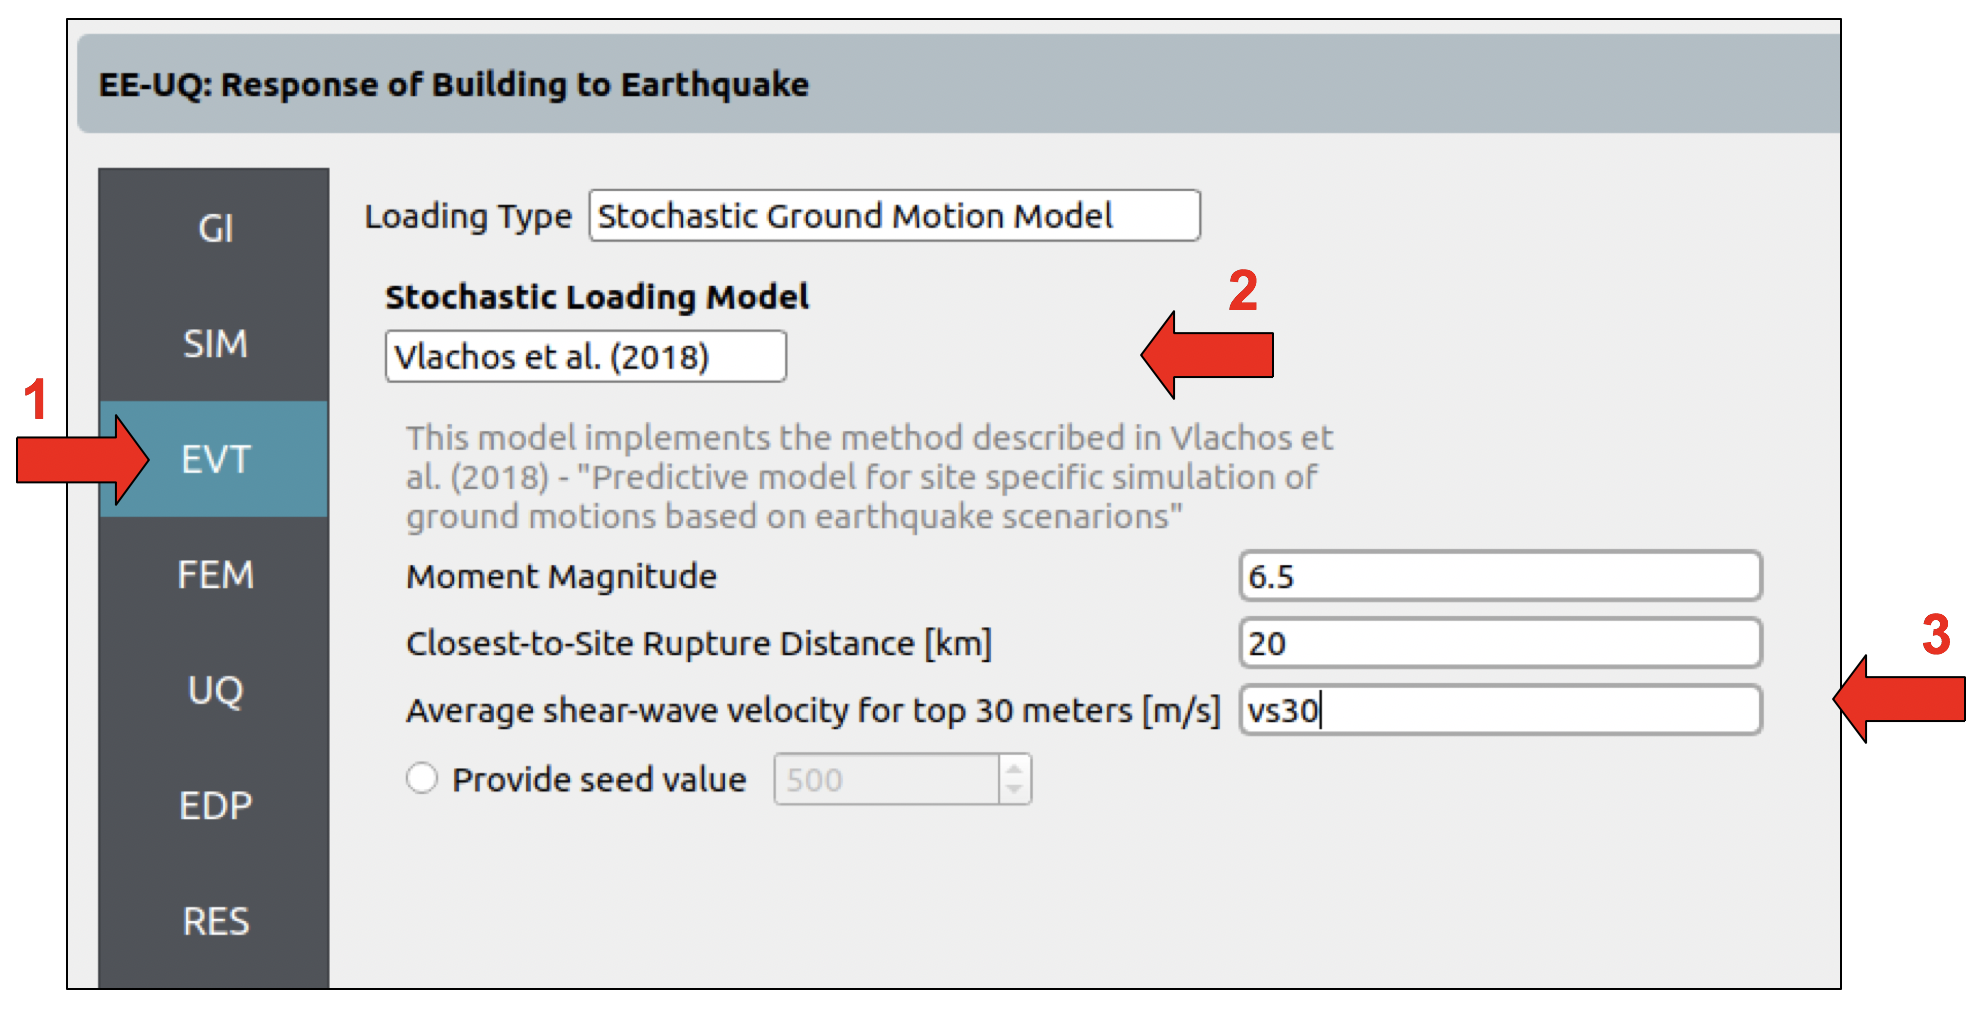 EE-UQ: Response of Building to Earthquake
GI
SIM
1
EVT
FEM
UQ
EDP
RES
Loading Type Stochastic Ground Motion Model
Stochastic Loading Model
2
Vlachos et al. (2018)
This model implements the method described in Vlachos et
al. (2018) - "Predictive model for site specific simulation of
ground motions based on earthquake scenarions"
Moment Magnitude 6.5
Closest-to-Site Rupture Distance [km] 20
3
Average shear-wave velocity for top 30 meters [m/s] vs30
Provide seed value 500